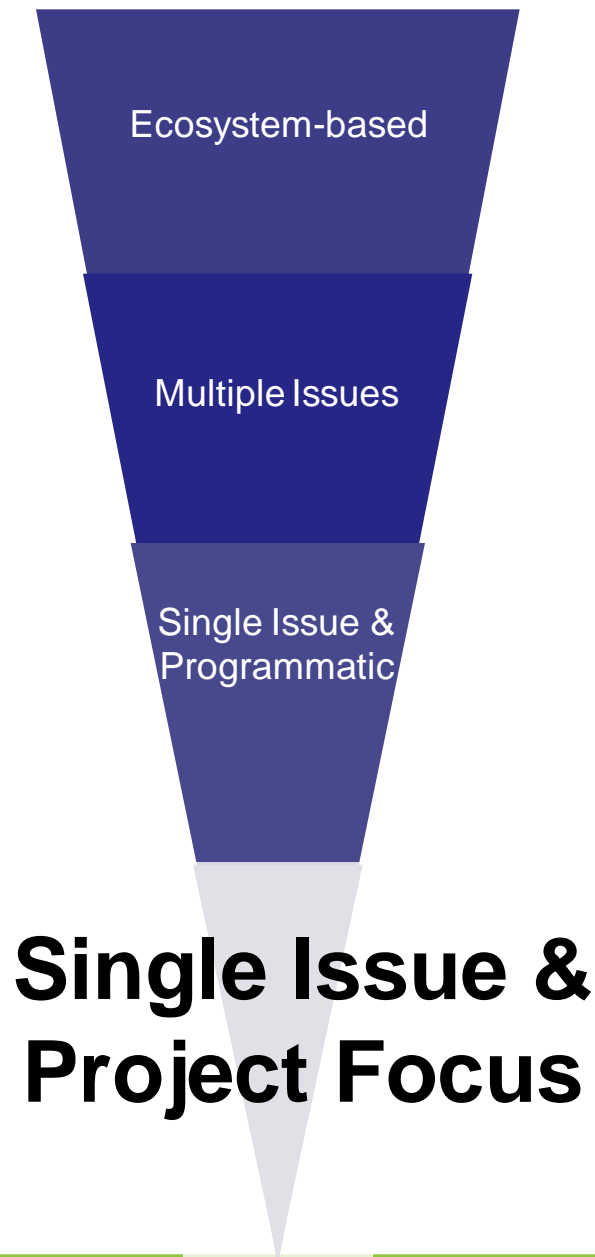 Ecosystem-based
Multiple Issues
Single Issue &
Programmatic
Single Issue &
Project Focus